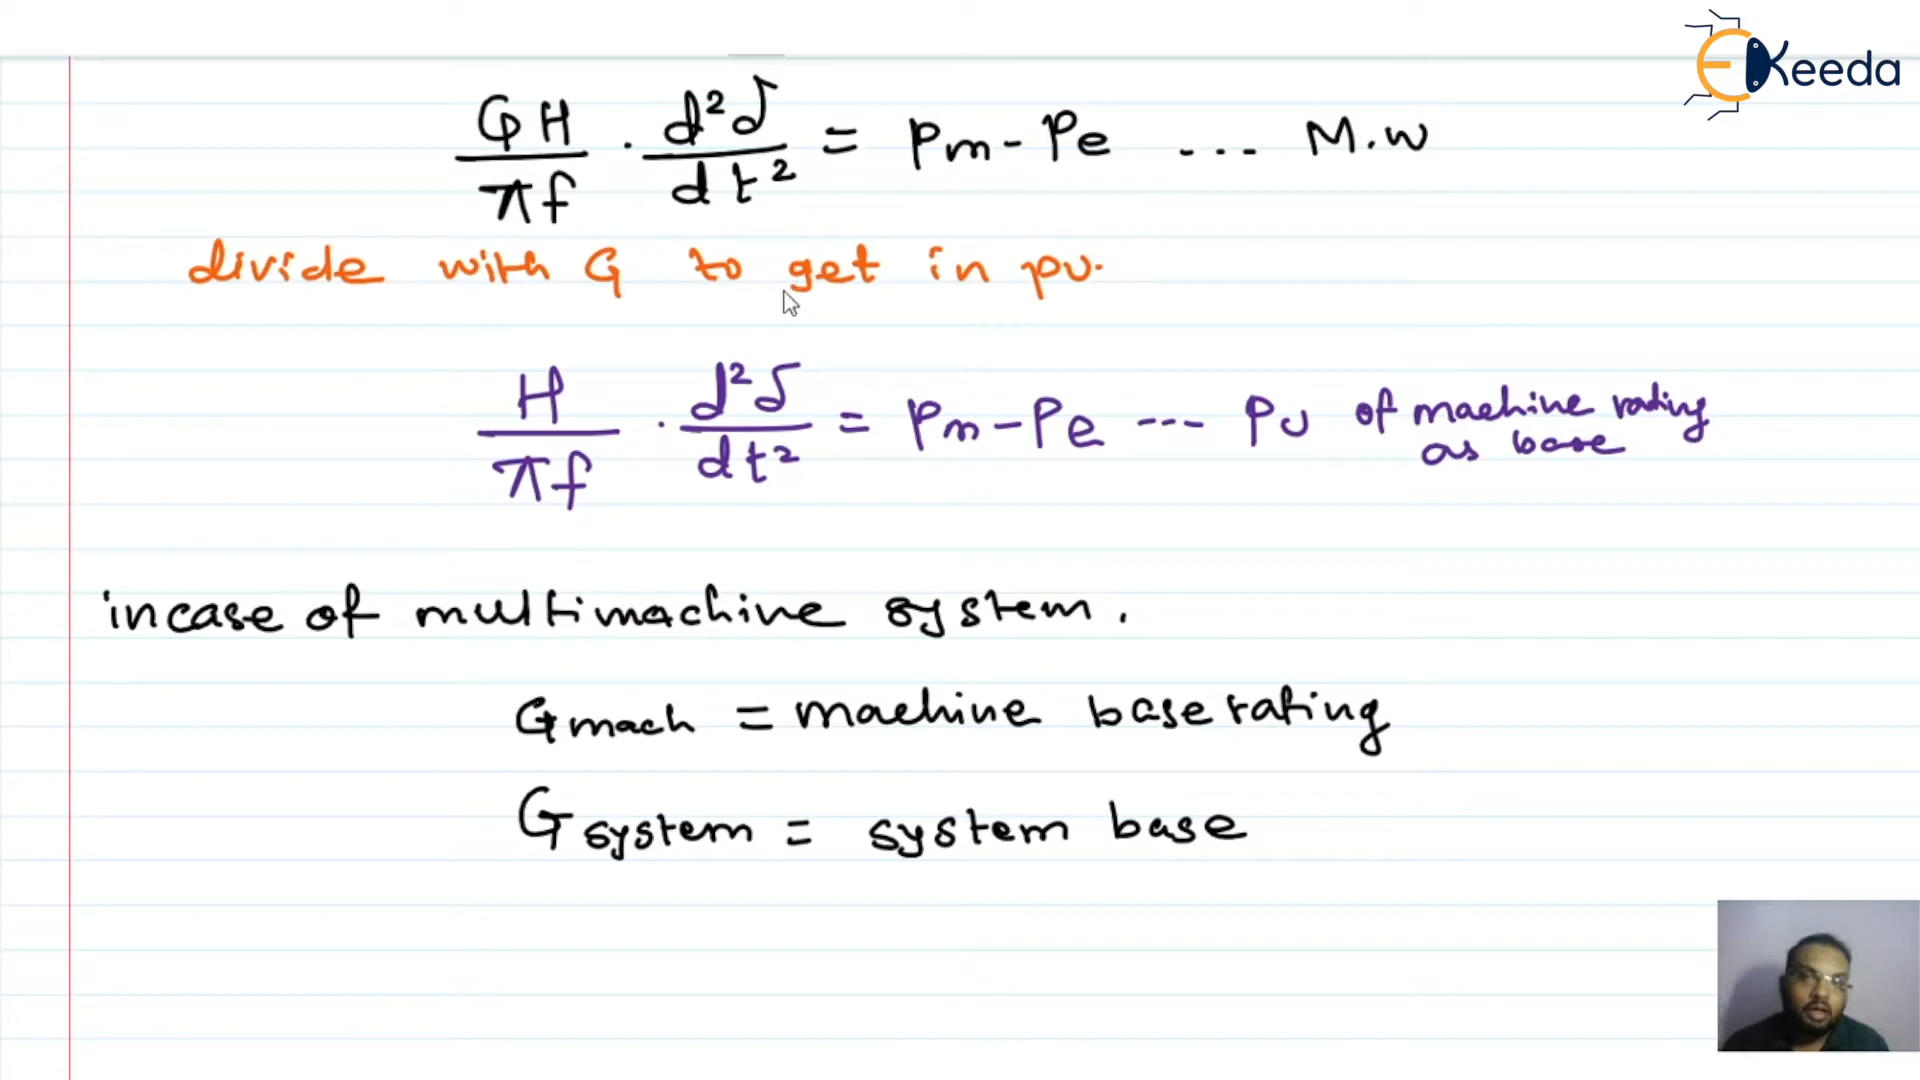 EKeeda
GH/πf · d²δ/dt² = Pm - Pe ... M.W
divide with G to get in pu.
H/πf · d²δ/dt² = Pm - Pe --- Pu of machine rating
as base
incase of multimachine system.
Gmach = machine base rating
Gsystem = system base